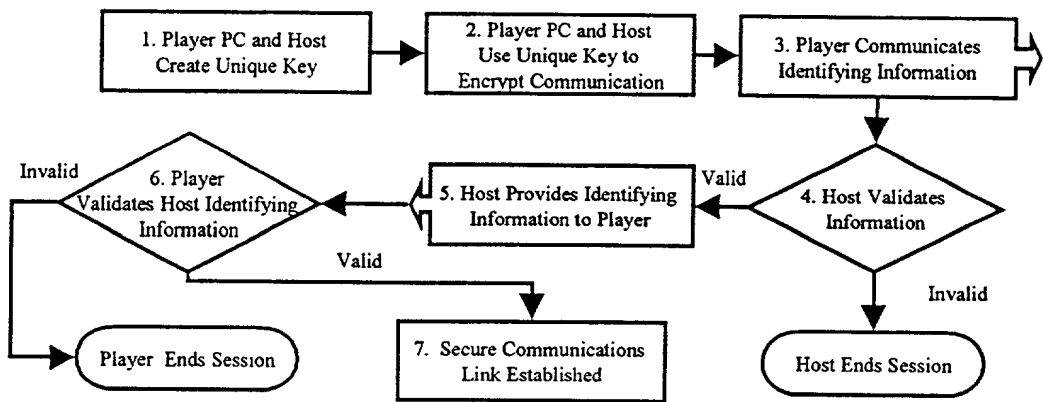 1. Player PC and Host
Create Unique Key
2. Player PC and Host
Use Unique Key to
Encrypt Communication
3. Player Communicates
Identifying Information
4. Host Validates
Information
Valid
Invalid
Host Ends Session
5. Host Provides Identifying
Information to Player
6. Player
Validates Host Identifying
Information
Invalid
Player Ends Session
Valid
7. Secure Communications
Link Established